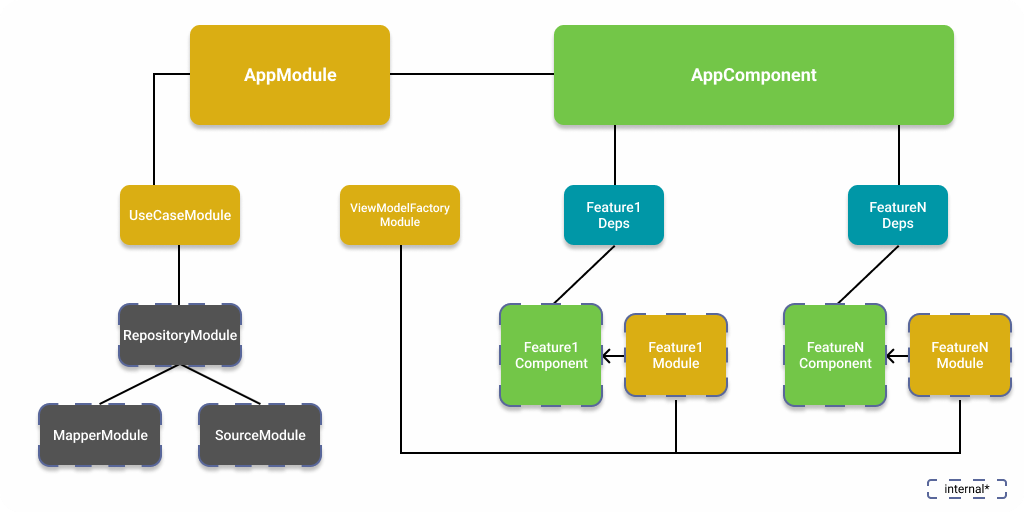 AppModule
AppComponent
UseCaseModule
ViewModelFactory
Module
Feature1
Deps
FeatureN
Deps
RepositoryModule
Feature1
Component
Feature1
Module
FeatureN
Component
FeatureN
Module
MapperModule
SourceModule
internal*